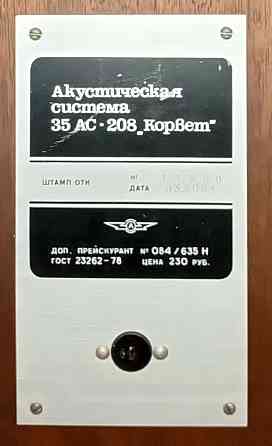 Акустическая
система
35 АС · 208 „Корвет"
ШТАМП ОТК
№
ДАТА
ДОП. ПРЕЙСКУРАНТ № 084/635 Н
ГОСТ 23262-78 ЦЕНА 230 РУБ.